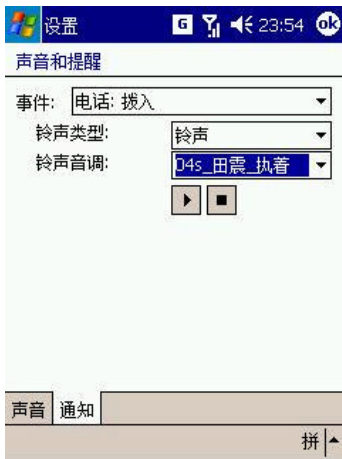 设置 G 23:54 ok
声音和提醒
事件: 电话: 拨入
铃声类型: 铃声
铃声音调: 04s_田震_执着
声音 通知
拼